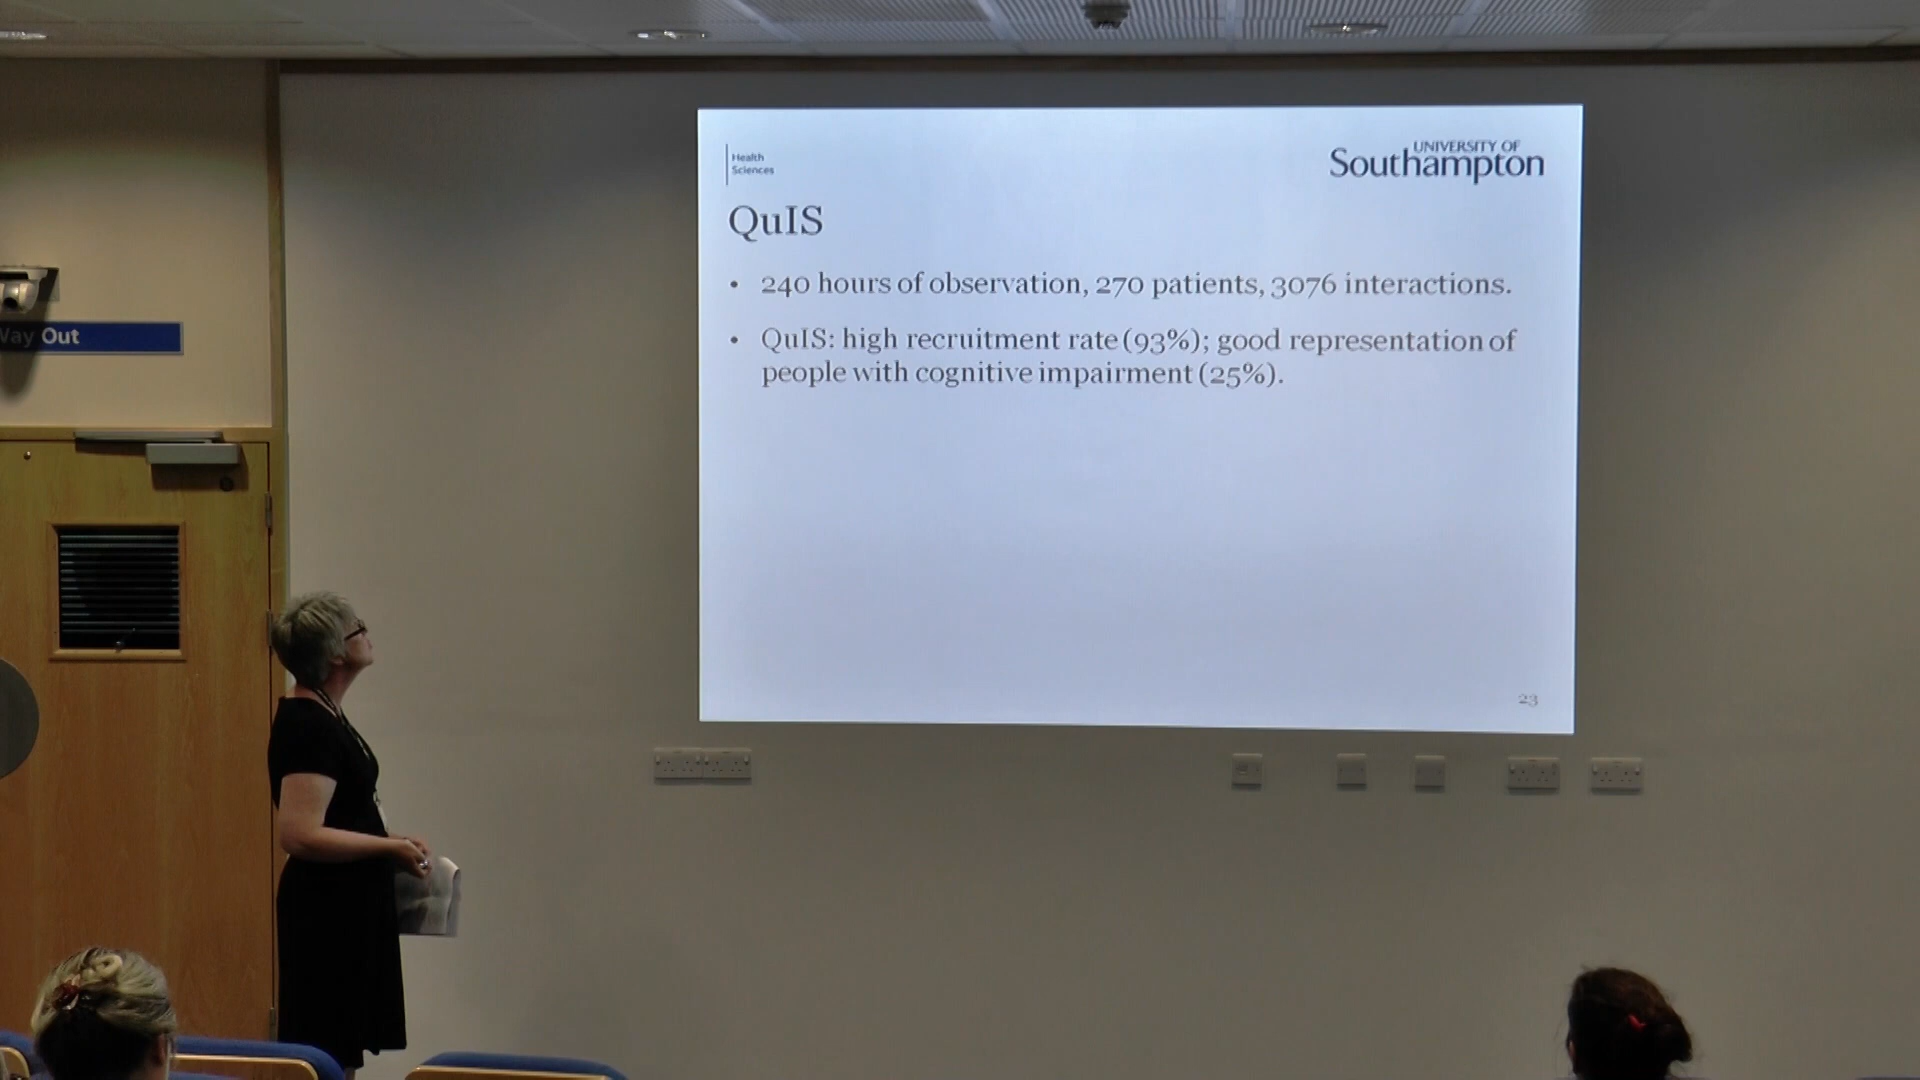 Health
Sciences
UNIVERSITY OF
Southampton
QuIS
• 240 hours of observation, 270 patients, 3076 interactions.
• QuIS: high recruitment rate (93%); good representation of
people with cognitive impairment (25%).
Way Out
23